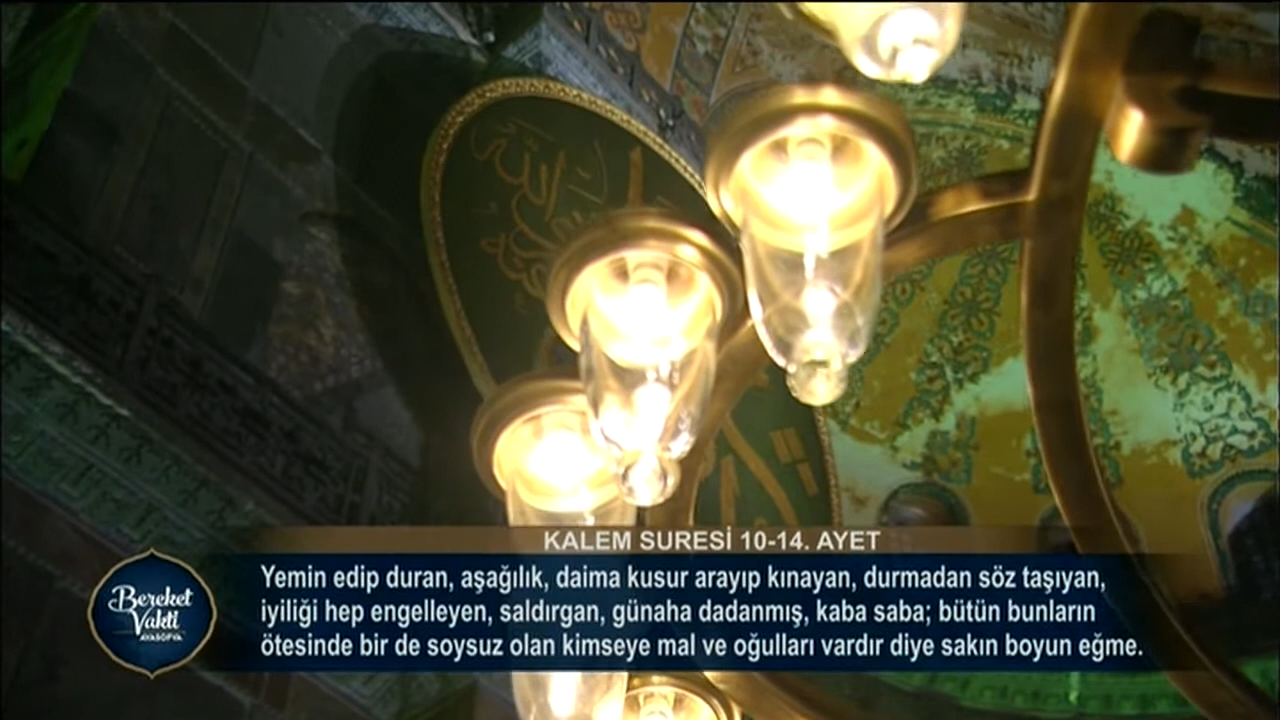 KALEM SURESİ 10-14. AYET
Yemin edip duran, aşağılık, daima kusur arayıp kınayan, durmadan söz taşıyan,
iyiliği hep engelleyen, saldırgan, günaha dadanmış, kaba saba; bütün bunların
ötesinde bir de soysuz olan kimseye mal ve oğulları vardır diye sakın boyun eğme.
Bereket
Vakti
AYASOFYA